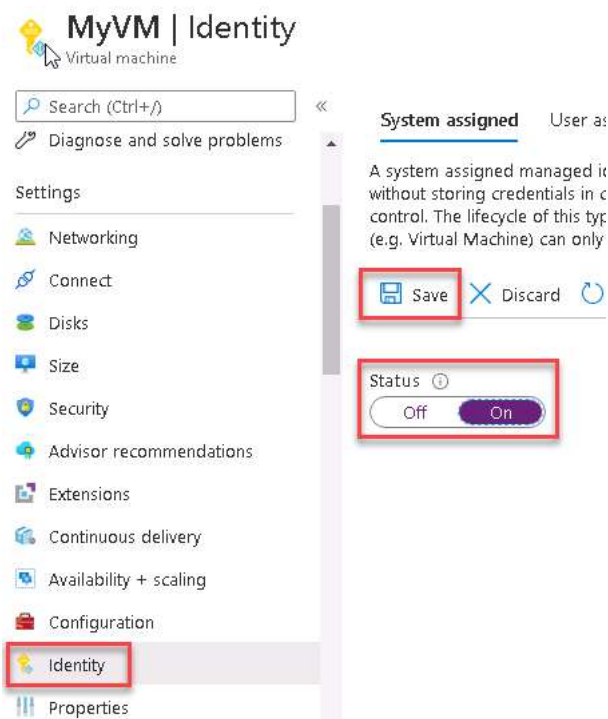 MyVM | Identity
Virtual machine
Search (Ctrl+/)
«
Diagnose and solve problems
Settings
Networking
Connect
Disks
Size
Security
Advisor recommendations
Extensions
Continuous delivery
Availability + scaling
Configuration
Identity
Properties
System assigned User as
A system assigned managed id
without storing credentials in c
control. The lifecycle of this typ
(e.g. Virtual Machine) can only
Save Discard
Status
Off On